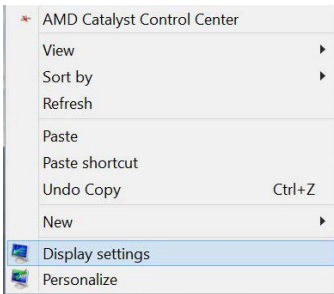 AMD Catalyst Control Center
View
Sort by
Refresh
Paste
Paste shortcut
Undo Copy Ctrl+Z
New
Display settings
Personalize